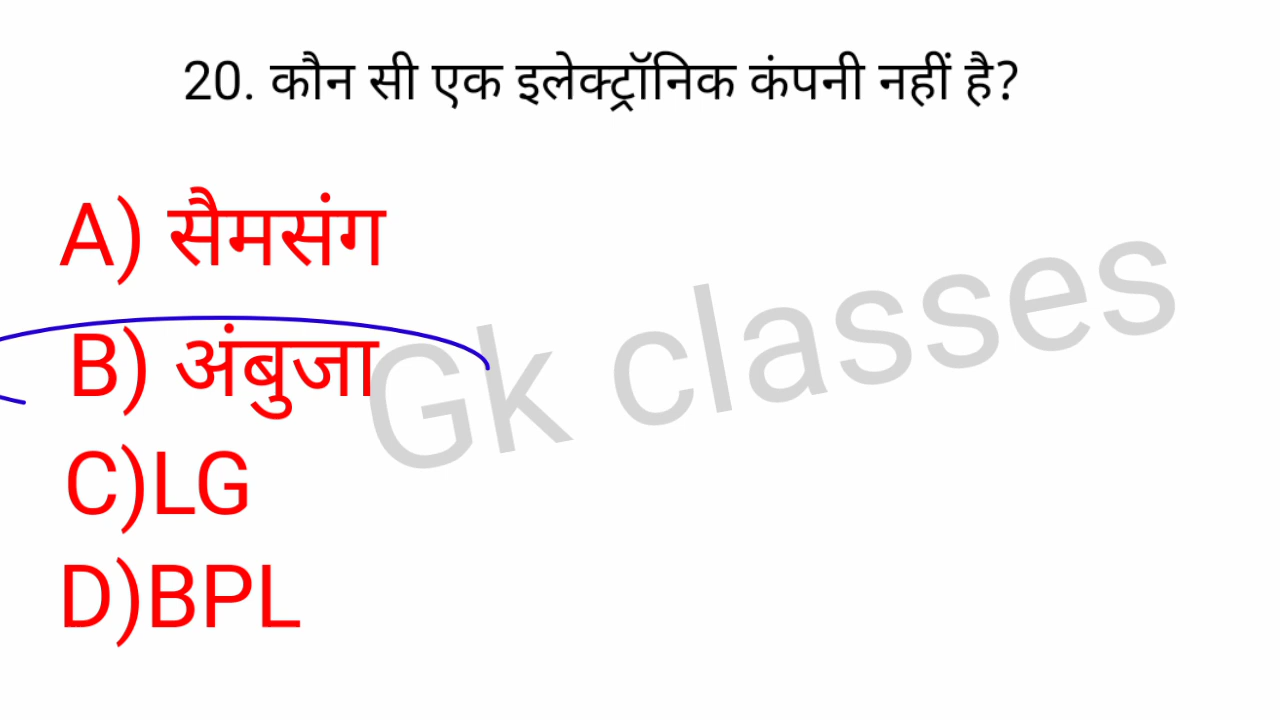 20. कौन सी एक इलेक्ट्रॉनिक कंपनी नहीं है?
A) सैमसंग
B) अंबुजा
Gk classes
C)LG
D)BPL